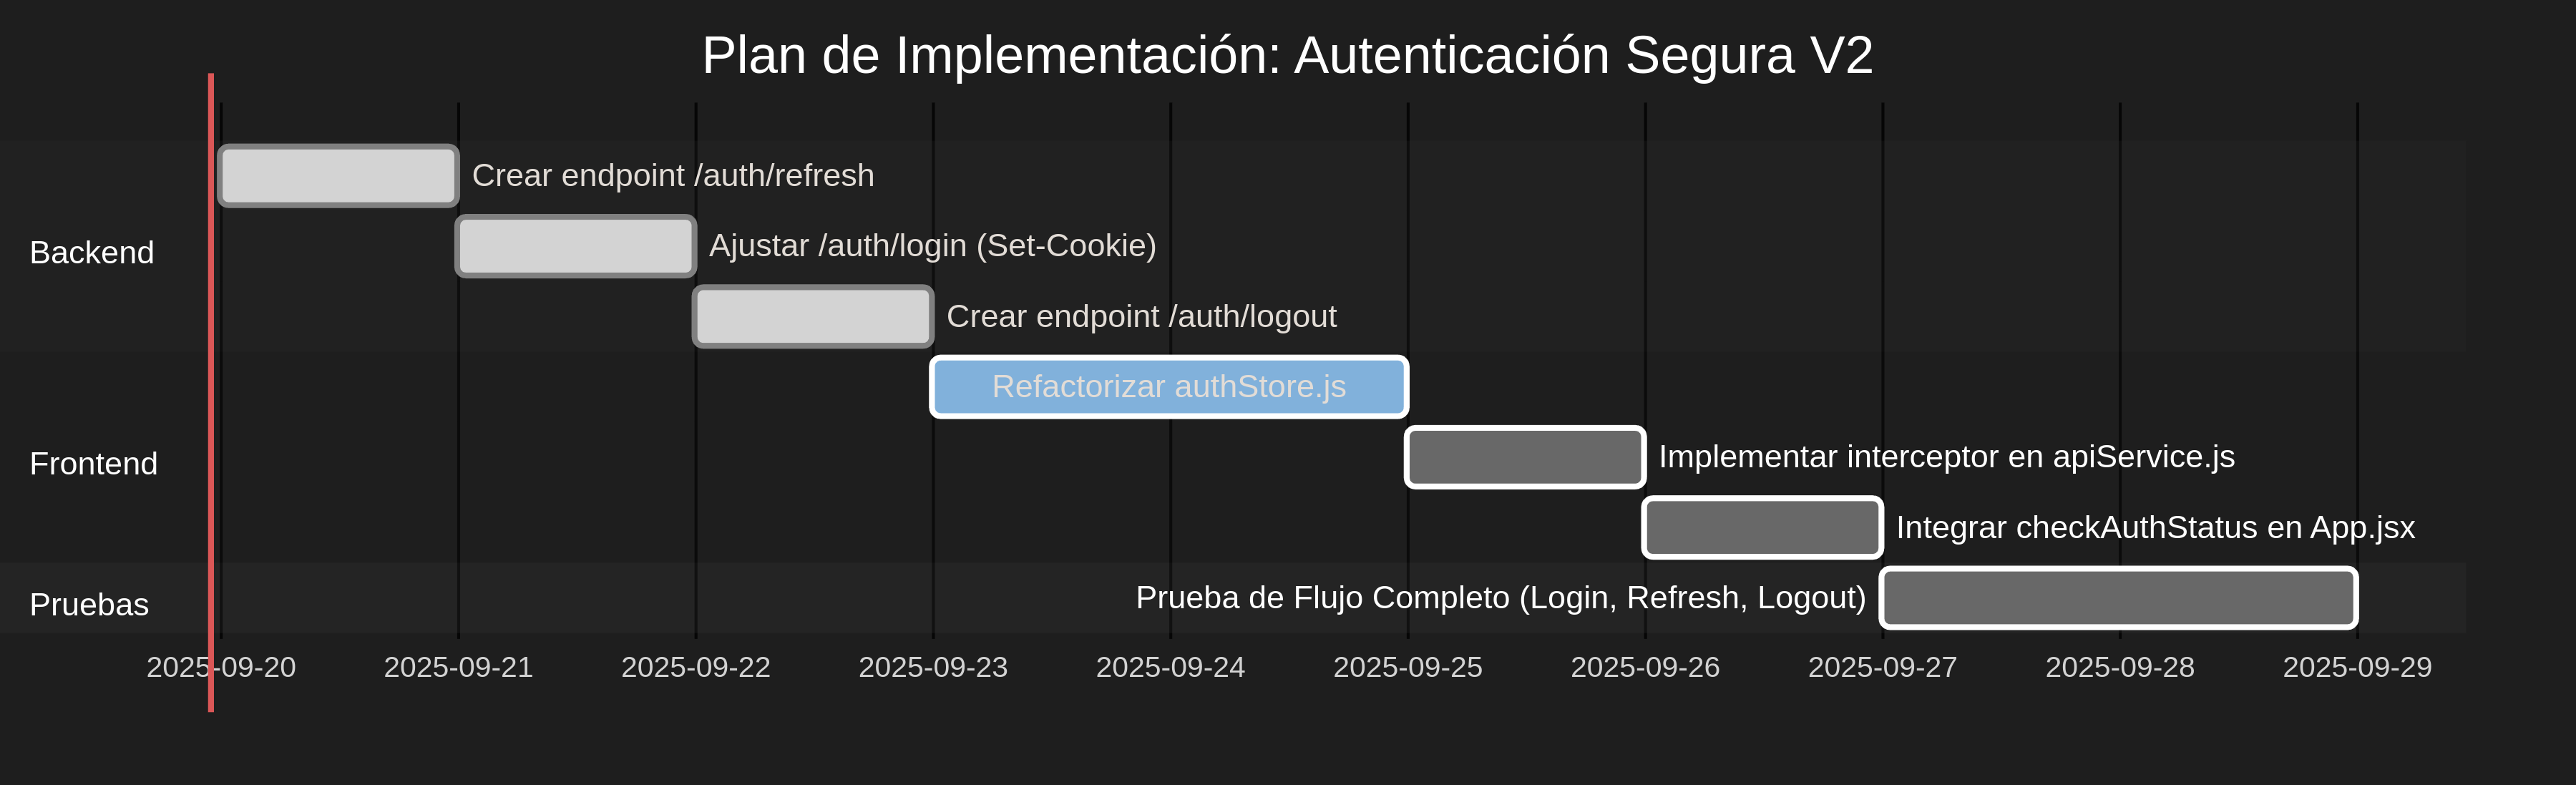 Plan de Implementación: Autenticación Segura V2
Crear endpoint /auth/refresh
Backend
Ajustar /auth/login (Set-Cookie)
Crear endpoint /auth/logout
Refactorizar authStore.js
Frontend
Implementar interceptor en apiService.js
Integrar checkAuthStatus en App.jsx
Pruebas
Prueba de Flujo Completo (Login, Refresh, Logout)
2025-09-20 2025-09-21 2025-09-22 2025-09-23 2025-09-24 2025-09-25 2025-09-26 2025-09-27 2025-09-28 2025-09-29